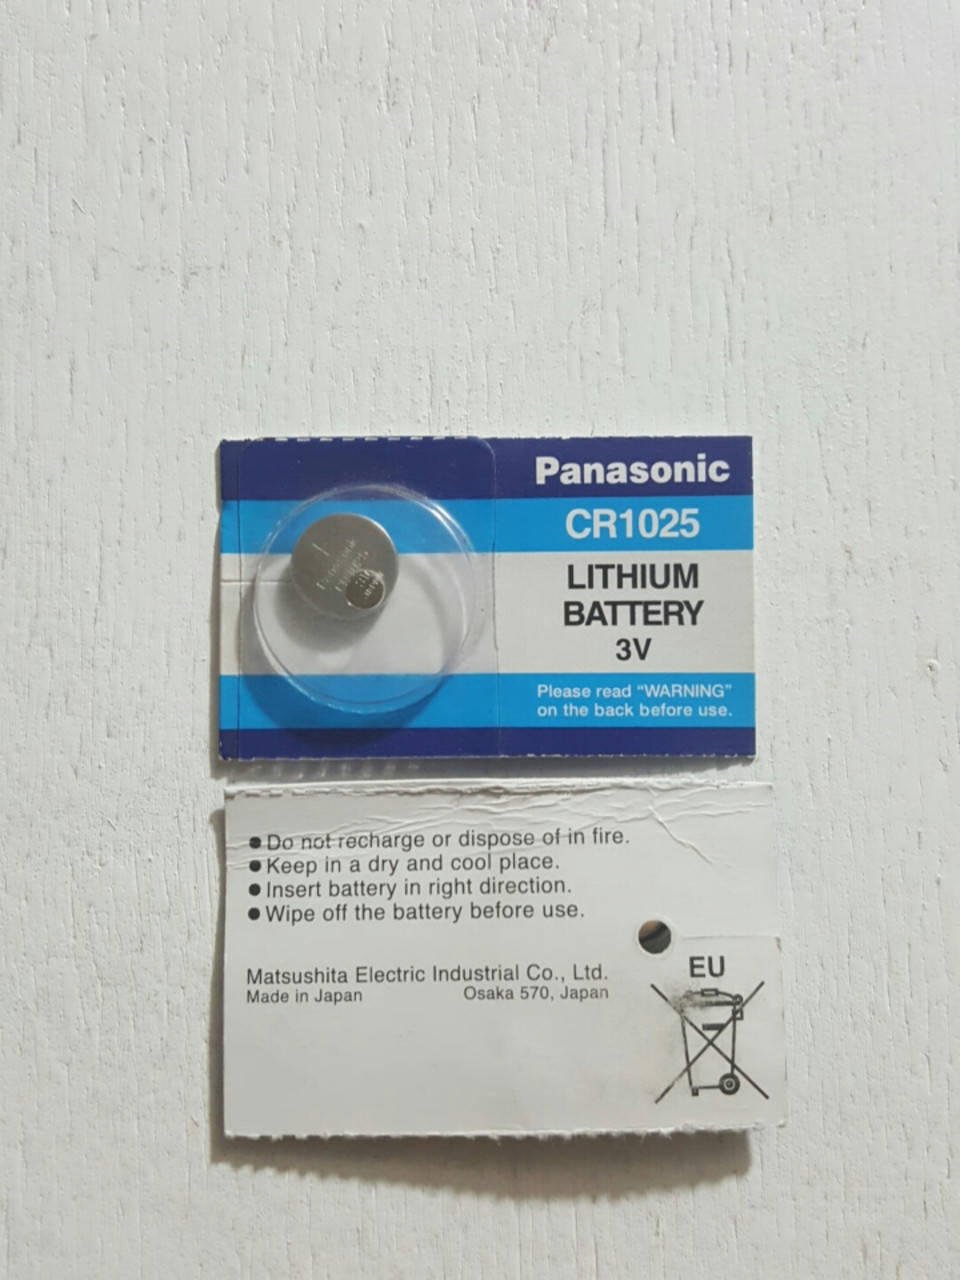 Panasonic
CR1025
LITHIUM
BATTERY
3V
Please read “WARNING”
on the back before use.
● Do not recharge or dispose of in fire.
● Keep in a dry and cool place.
● Insert battery in right direction.
● Wipe off the battery before use.
Matsushita Electric Industrial Co., Ltd.
Made in Japan Osaka 570, Japan
EU